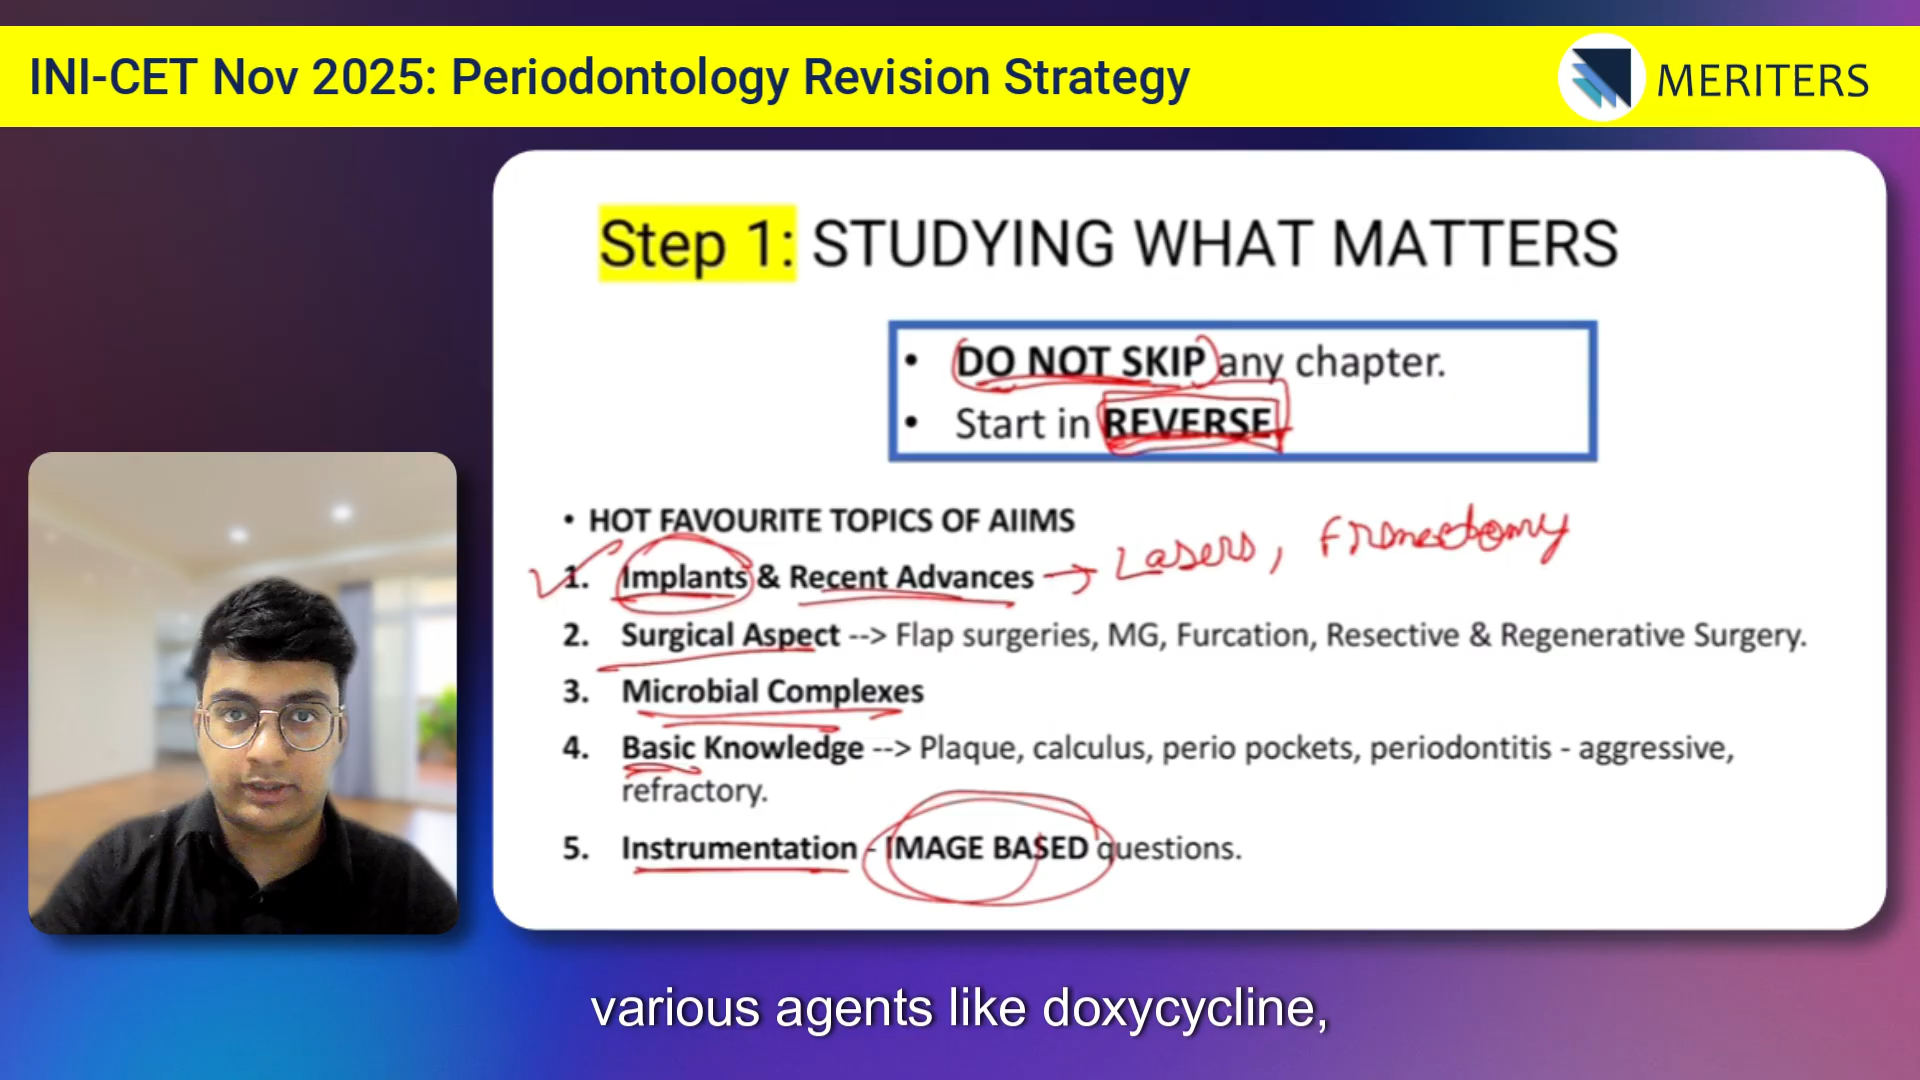 INI-CET Nov 2025: Periodontology Revision Strategy
MERITERS
Step 1: STUDYING WHAT MATTERS
• DO NOT SKIP any chapter.
• Start in REVERSE.
• HOT FAVOURITE TOPICS OF AIIMS
1. Implants & Recent Advances → Lasers, Frenectomy
2. Surgical Aspect --> Flap surgeries, MG, Furcation, Resective & Regenerative Surgery.
3. Microbial Complexes
4. Basic Knowledge --> Plaque, calculus, perio pockets, periodontitis - aggressive,
refractory.
5. Instrumentation - IMAGE BASED questions.
various agents like doxycycline,